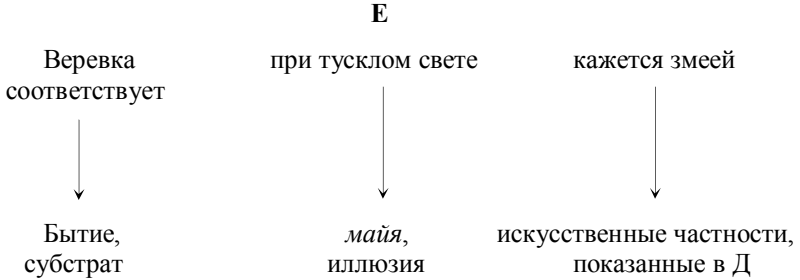 Е
Веревка при тусклом свете кажется змеей
соответствует
Бытие, майя, искусственные частности,
субстрат иллюзия показанные в Д